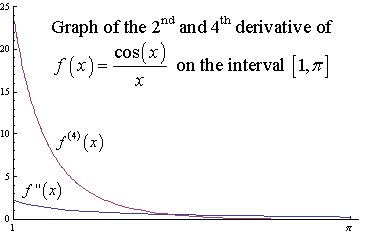 Graph of the 2nd and 4th derivative of
f(x) = cos(x)/x on the interval [1, π]
f⁽⁴⁾(x)
f"(x)
25
20
15
10
5
0
1
π